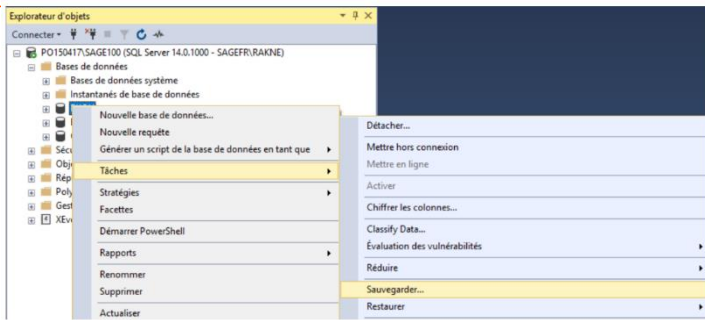 Explorateur d'objets
Connecter
PO150417\SAGE100 (SQL Server 14.0.1000 - SAGEFR\RAKNE)
Bases de données
Bases de données système
Instantanés de base de données
Sécu
Obje
Rép
Poly
Gest
XEve
Nouvelle base de données...
Nouvelle requête
Générer un script de la base de données en tant que
Tâches
Stratégies
Facettes
Démarrer PowerShell
Rapports
Renommer
Supprimer
Actualiser
Détacher...
Mettre hors connexion
Mettre en ligne
Activer
Chiffrer les colonnes...
Classify Data...
Évaluation des vulnérabilités
Réduire
Sauvegarder...
Restaurer